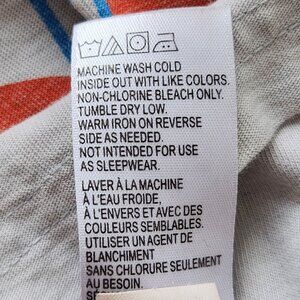 MACHINE WASH COLD
INSIDE OUT WITH LIKE COLORS.
NON-CHLORINE BLEACH ONLY.
TUMBLE DRY LOW.
WARM IRON ON REVERSE
SIDE AS NEEDED.
NOT INTENDED FOR USE
AS SLEEPWEAR.
LAVER À LA MACHINE
À L'EAU FROIDE,
À L'ENVERS ET AVEC DES
COULEURS SEMBLABLES.
UTILISER UN AGENT DE
BLANCHIMENT
SANS CHLORURE SEULEMENT
AU BESOIN.